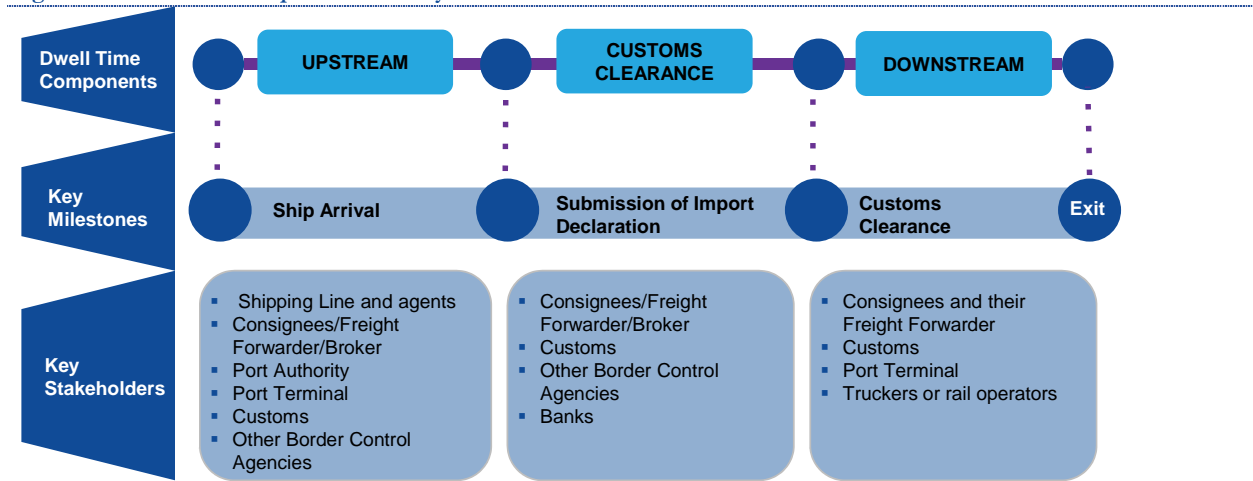 Dwell Time
Components
UPSTREAM
CUSTOMS
CLEARANCE
DOWNSTREAM
Key
Milestones
Ship Arrival
Submission of Import
Declaration
Customs
Clearance
Exit
Key
Stakeholders
▪ Shipping Line and agents
▪ Consignees/Freight
Forwarder/Broker
▪ Port Authority
▪ Port Terminal
▪ Customs
▪ Other Border Control
Agencies
▪ Consignees/Freight
Forwarder/Broker
▪ Customs
▪ Other Border Control
Agencies
▪ Banks
▪ Consignees and their
Freight Forwarder
▪ Customs
▪ Port Terminal
▪ Truckers or rail operators